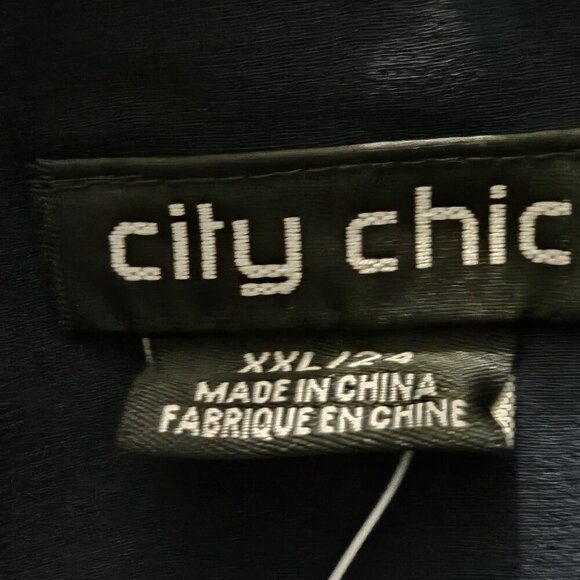 city chic
XXL/24
MADE IN CHINA
FABRIQUE EN CHINE